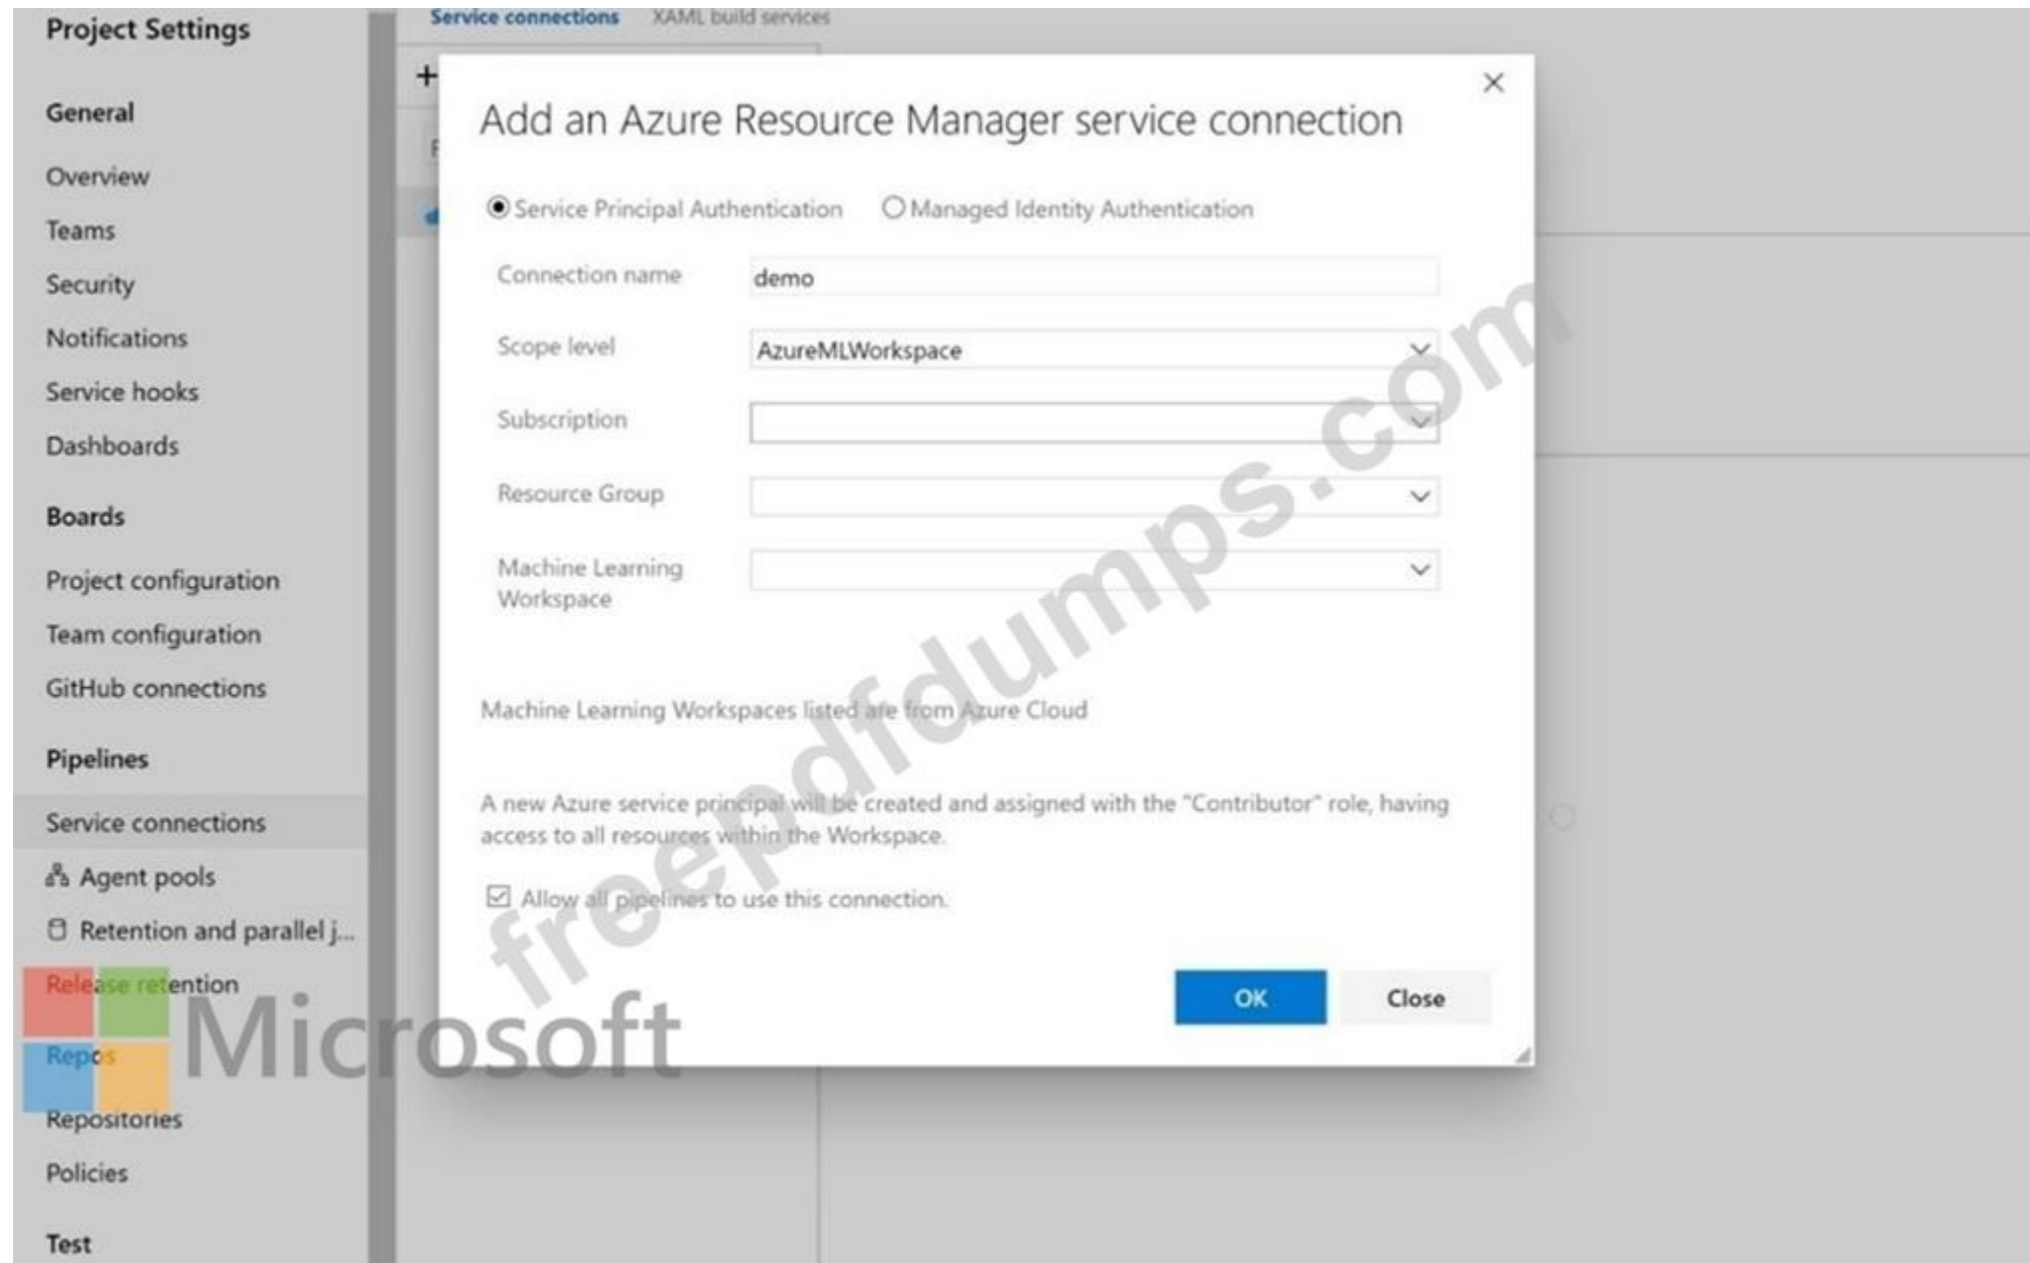 Project Settings
General
Overview
Teams
Security
Notifications
Service hooks
Dashboards
Boards
Project configuration
Team configuration
GitHub connections
Pipelines
Service connections
Agent pools
Retention and parallel j...
Release retention
Repos
Repositories
Policies
Test
Service connections XAML build services
+
Add an Azure Resource Manager service connection
Service Principal Authentication Managed Identity Authentication
Connection name demo
Scope level AzureMLWorkspace
Subscription
Resource Group
Machine Learning
Workspace
Machine Learning Workspaces listed are from Azure Cloud
A new Azure service principal will be created and assigned with the "Contributor" role, having
access to all resources within the Workspace.
Allow all pipelines to use this connection.
OK Close
freepdfdumps.com
Microsoft